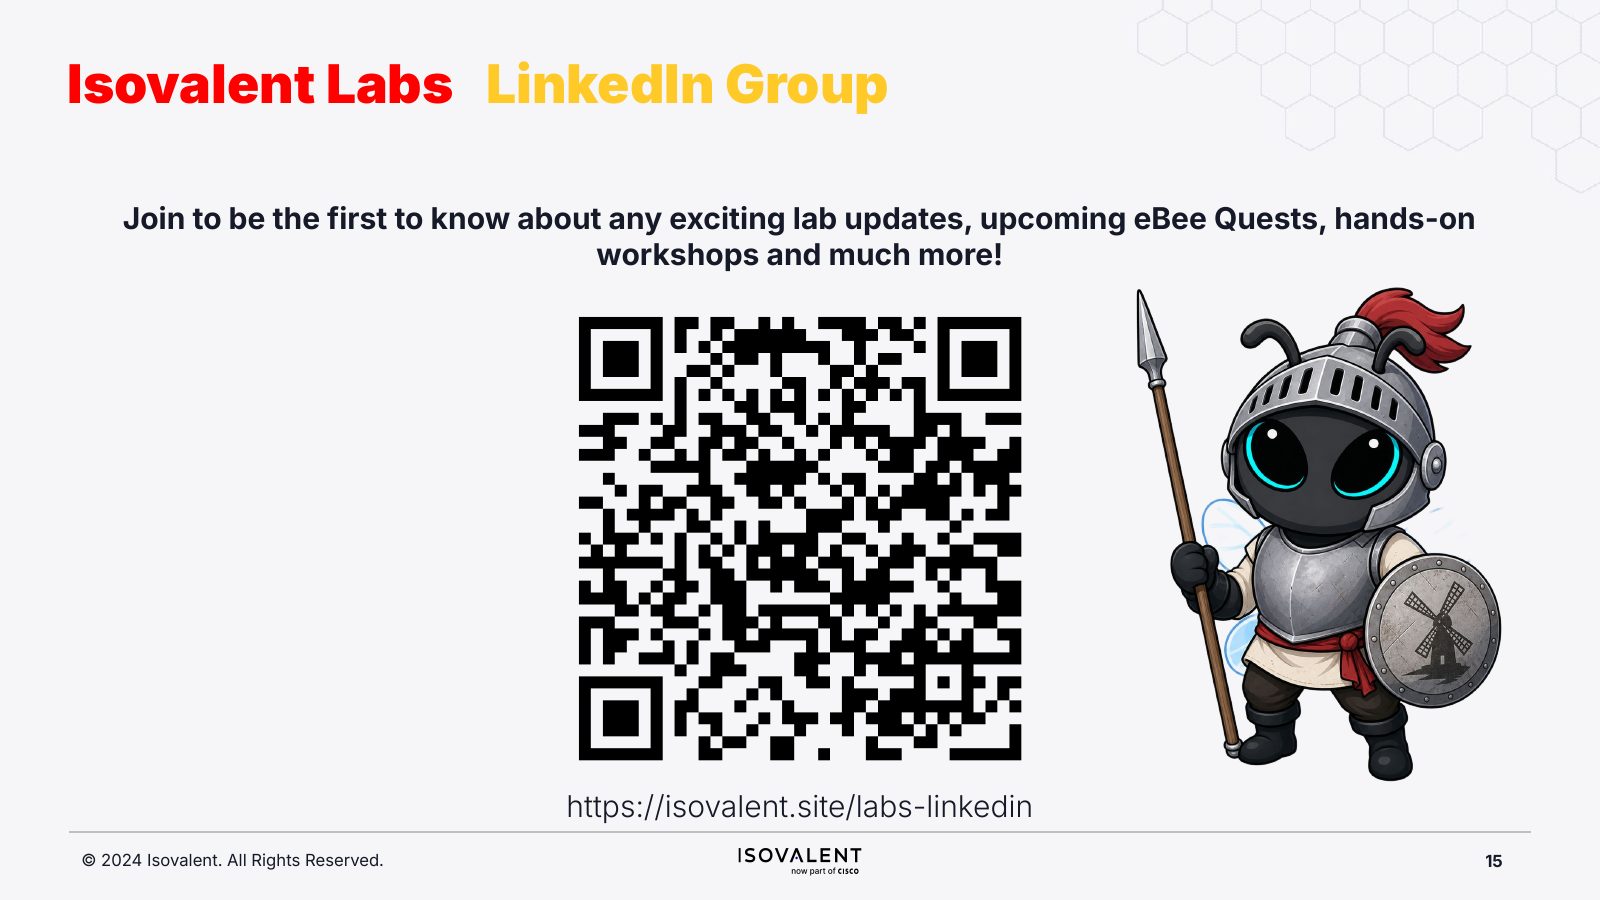 Isovalent Labs LinkedIn Group
Join to be the first to know about any exciting lab updates, upcoming eBee Quests, hands-on
workshops and much more!
https://isovalent.site/labs-linkedin
© 2024 Isovalent. All Rights Reserved.
ISOVALENT
now part of CISCO
15